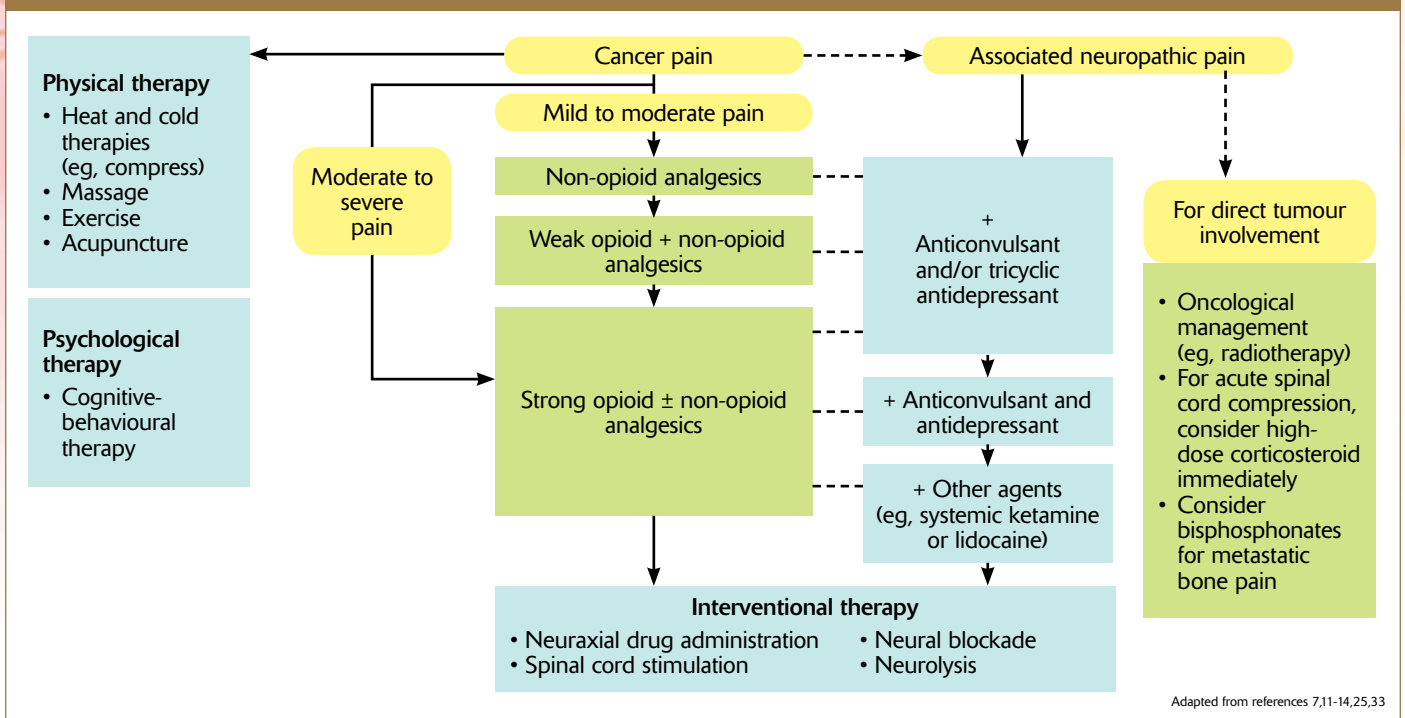 Cancer pain
Associated neuropathic pain
Physical therapy
• Heat and cold
therapies
(eg, compress)
• Massage
• Exercise
• Acupuncture
Psychological
therapy
• Cognitive-
behavioural
therapy
Moderate to
severe
pain
Mild to moderate pain
Non-opioid analgesics
Weak opioid + non-opioid
analgesics
Strong opioid ± non-opioid
analgesics
+
Anticonvulsant
and/or tricyclic
antidepressant
+ Anticonvulsant and
antidepressant
+ Other agents
(eg, systemic ketamine
or lidocaine)
For direct tumour
involvement
• Oncological
management
(eg, radiotherapy)
• For acute spinal
cord compression,
consider high-
dose corticosteroid
immediately
• Consider
bisphosphonates
for metastatic
bone pain
Interventional therapy
• Neuraxial drug administration
• Spinal cord stimulation
• Neural blockade
• Neurolysis
Adapted from references 7,11-14,25,33